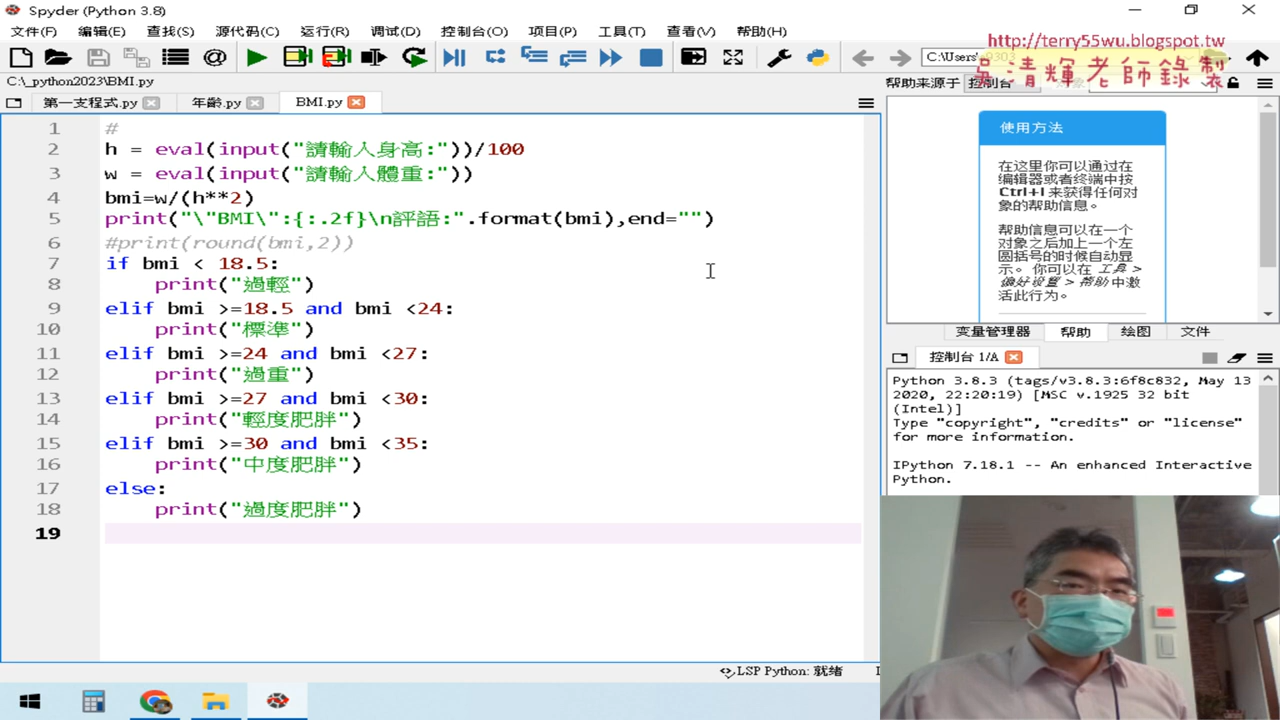 Spyder (Python 3.8)
文件(F) 编辑(E) 查找(S) 源代码(C) 运行(R) 调试(D) 控制台(O) 项目(P) 工具(T) 查看(V) 帮助(H)
http://terry55wu.blogspot.tw
C:\Users\
吳清輝老師錄製
C:\_python2023\BMI.py
帮助来源于 控制台
第一支程式.py 年齡.py BMI.py
1 #
2 h = eval(input("請輸入身高:"))/100
3 w = eval(input("請輸入體重:"))
4 bmi=w/(h**2)
5 print("\"BMI\":{:.2f}\n評語:".format(bmi),end="")
6 #print(round(bmi,2))
7 if bmi < 18.5:
8 print("過輕")
9 elif bmi >=18.5 and bmi <24:
10 print("標準")
11 elif bmi >=24 and bmi <27:
12 print("過重")
13 elif bmi >=27 and bmi <30:
14 print("輕度肥胖")
15 elif bmi >=30 and bmi <35:
16 print("中度肥胖")
17 else:
18 print("過度肥胖")
19
使用方法
在这里你可以通过在
编辑器或者终端中按
Ctrl+I 来获得任何对
象的帮助信息。
帮助信息可以在一个
对象之后加上一个左
圆括号的时候自动显
示。 你可以在 工具 >
偏好设置 > 帮助 中激
活此行为。
变量管理器 帮助 绘图 文件
控制台 1/A
Python 3.8.3 (tags/v3.8.3:6f8c832, May 13
2020, 22:20:19) [MSC v.1925 32 bit
(Intel)]
Type "copyright", "credits" or "license"
for more information.
IPython 7.18.1 -- An enhanced Interactive
Python.
LSP Python: 就绪